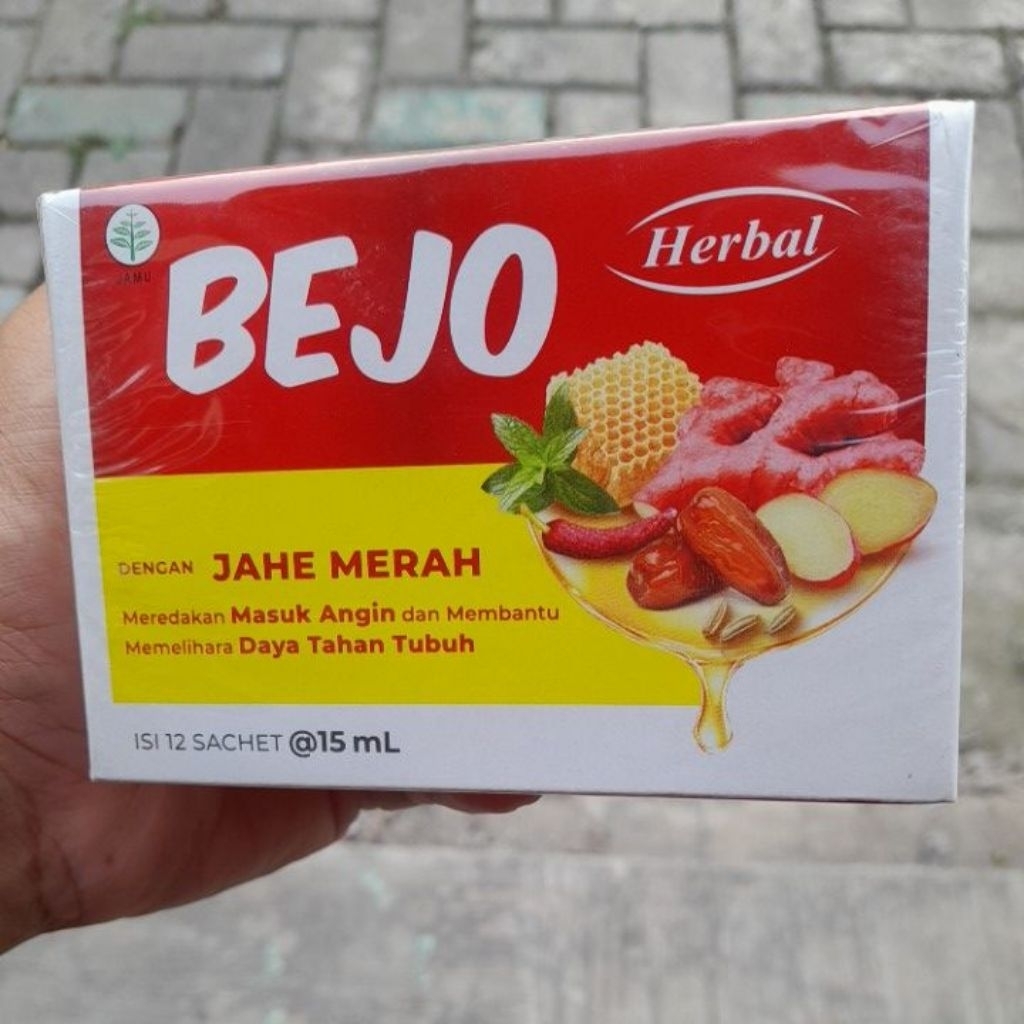 JAMU
BEJO
Herbal
DENGAN JAHE MERAH
Meredakan Masuk Angin dan Membantu
Memelihara Daya Tahan Tubuh
ISI 12 SACHET @15 mL